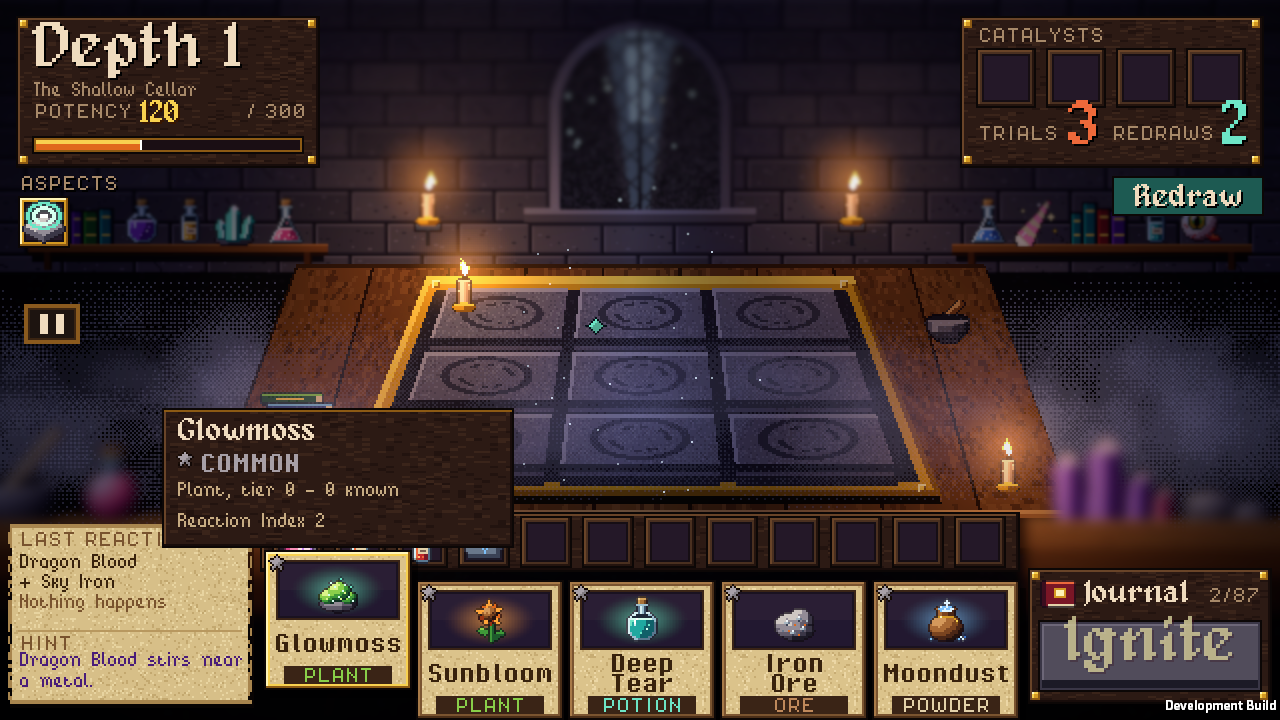 Depth 1
The Shallow Cellar
POTENCY 120 / 300
ASPECTS
CATALYSTS
TRIALS 3 REDRAWS 2
Redraw
Glowmoss
COMMON
Plant, tier 0 - 0 known
Reaction Index 2
LAST REACTI
Dragon Blood
+ Sky Iron
Nothing happens
HINT
Dragon Blood stirs near
a metal.
Glowmoss
PLANT
Sunbloom
PLANT
Deep
Tear
POTION
Iron
Ore
ORE
Moondust
POWDER
Journal 2/87
Ignite
Development Build